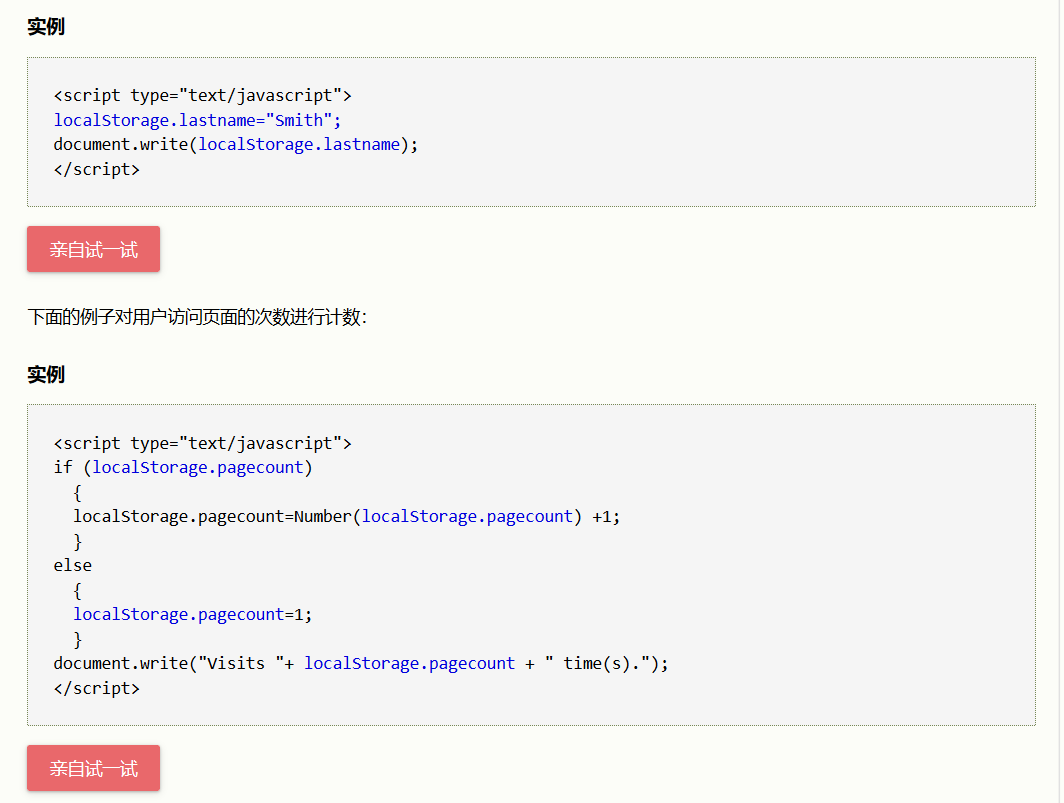 实例
<script type="text/javascript">
localStorage.lastname="Smith";
document.write(localStorage.lastname);
</script>
亲自试一试
下面的例子对用户访问页面的次数进行计数：
实例
<script type="text/javascript">
if (localStorage.pagecount)
  {
  localStorage.pagecount=Number(localStorage.pagecount) +1;
  }
else
  {
  localStorage.pagecount=1;
  }
document.write("Visits "+ localStorage.pagecount + " time(s).");
</script>
亲自试一试